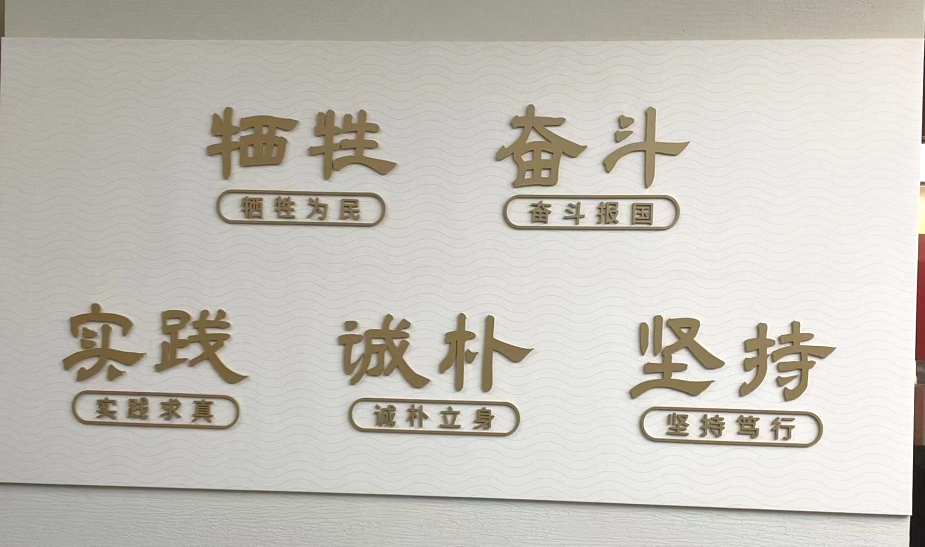 牺牲 奋斗
牺牲为民 奋斗报国
实践 诚朴 坚持
实践求真 诚朴立身 坚持笃行